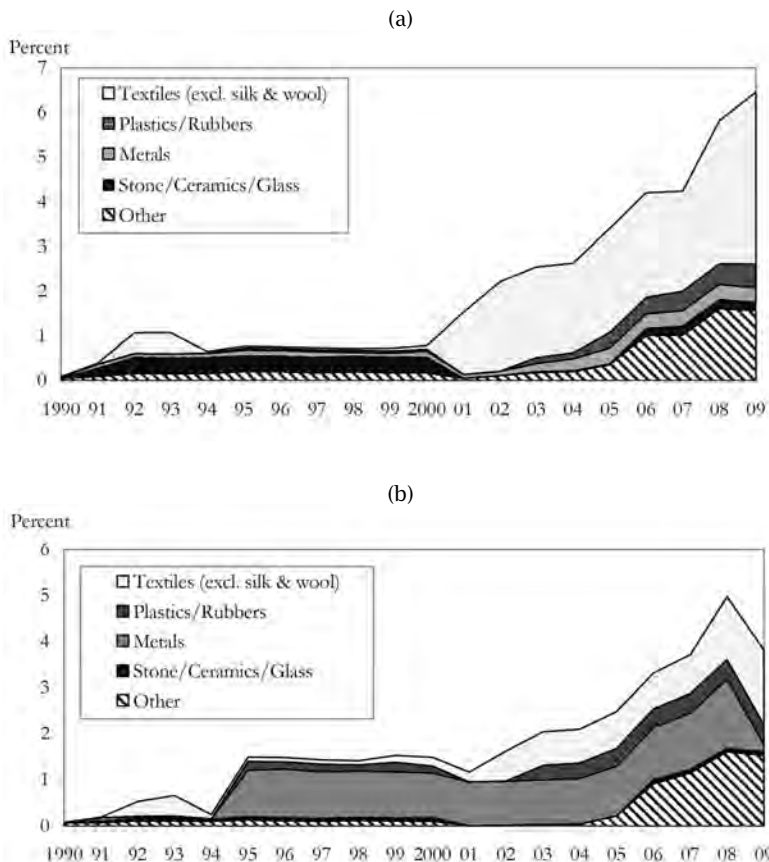 (a)
Percent
7
Textiles (excl. silk & wool)
6
Plastics/Rubbers
5
Metals
Stone/Ceramics/Glass
4
Other
3
2
1
0
1990 91 92 93 94 95 96 97 98 99 2000 01 02 03 04 05 06 07 08 09
(b)
Percent
6
Textiles (excl. silk & wool)
5
Plastics/Rubbers
4
Metals
Stone/Ceramics/Glass
3
Other
2
1
0
1990 91 92 93 94 95 96 97 98 99 2000 01 02 03 04 05 06 07 08 09